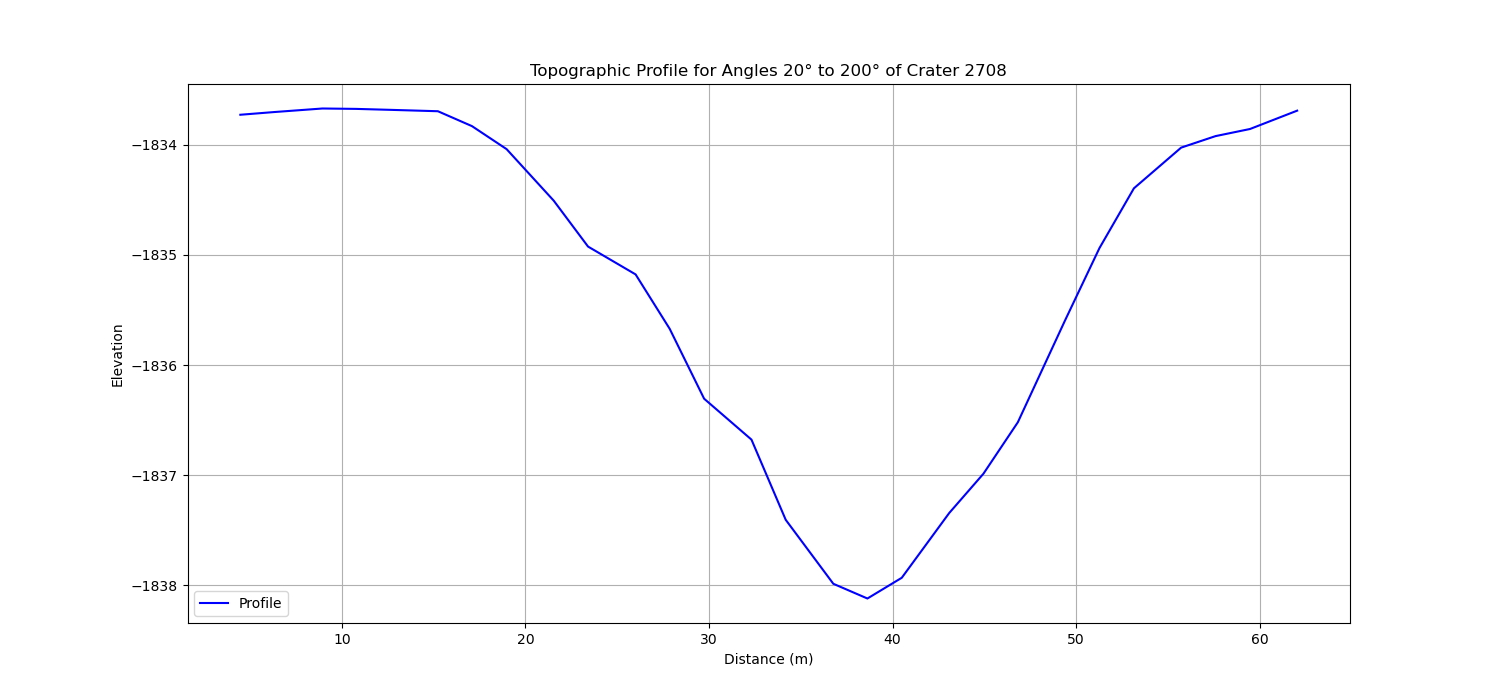 Topographic Profile for Angles 20° to 200° of Crater 2708
−1834
−1835
−1836
−1837
−1838
Elevation
Profile
10 20 30 40 50 60
Distance (m)